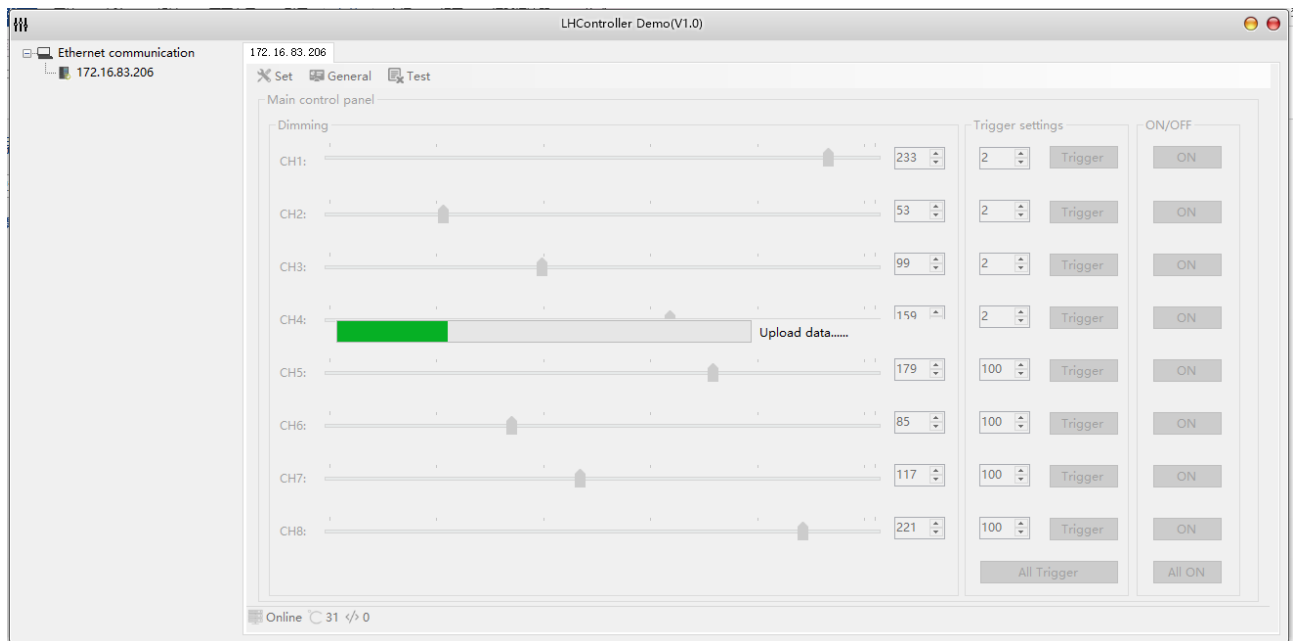 LHController Demo(V1.0)
Ethernet communication
172.16.83.206
172.16.83.206
Set General Test
Main control panel
Dimming Trigger settings ON/OFF
CH1: 233 2 Trigger ON
CH2: 53 2 Trigger ON
CH3: 99 2 Trigger ON
CH4: 159 2 Trigger ON
Upload data......
CH5: 179 100 Trigger ON
CH6: 85 100 Trigger ON
CH7: 117 100 Trigger ON
CH8: 221 100 Trigger ON
All Trigger All ON
Online ℃ 31 </> 0